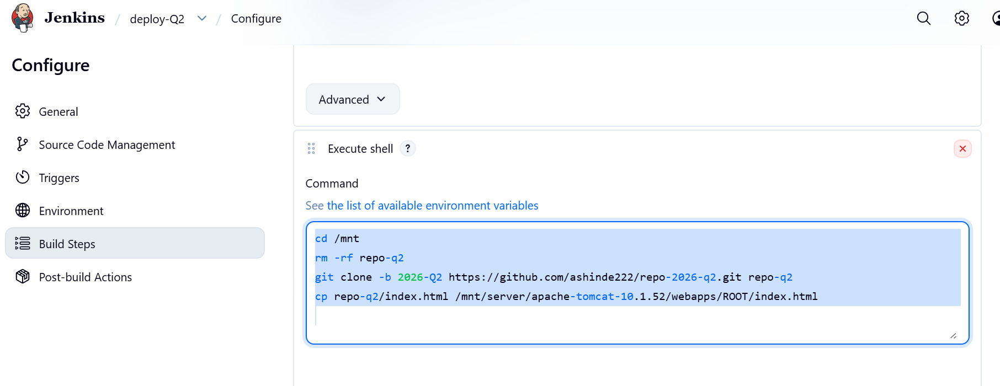 Jenkins / deploy-Q2 / Configure
Configure
General
Source Code Management
Triggers
Environment
Build Steps
Post-build Actions
Advanced
Execute shell ?
Command
See the list of available environment variables
cd /mnt
rm -rf repo-q2
git clone -b 2026-Q2 https://github.com/ashinde222/repo-2026-q2.git repo-q2
cp repo-q2/index.html /mnt/server/apache-tomcat-10.1.52/webapps/ROOT/index.html